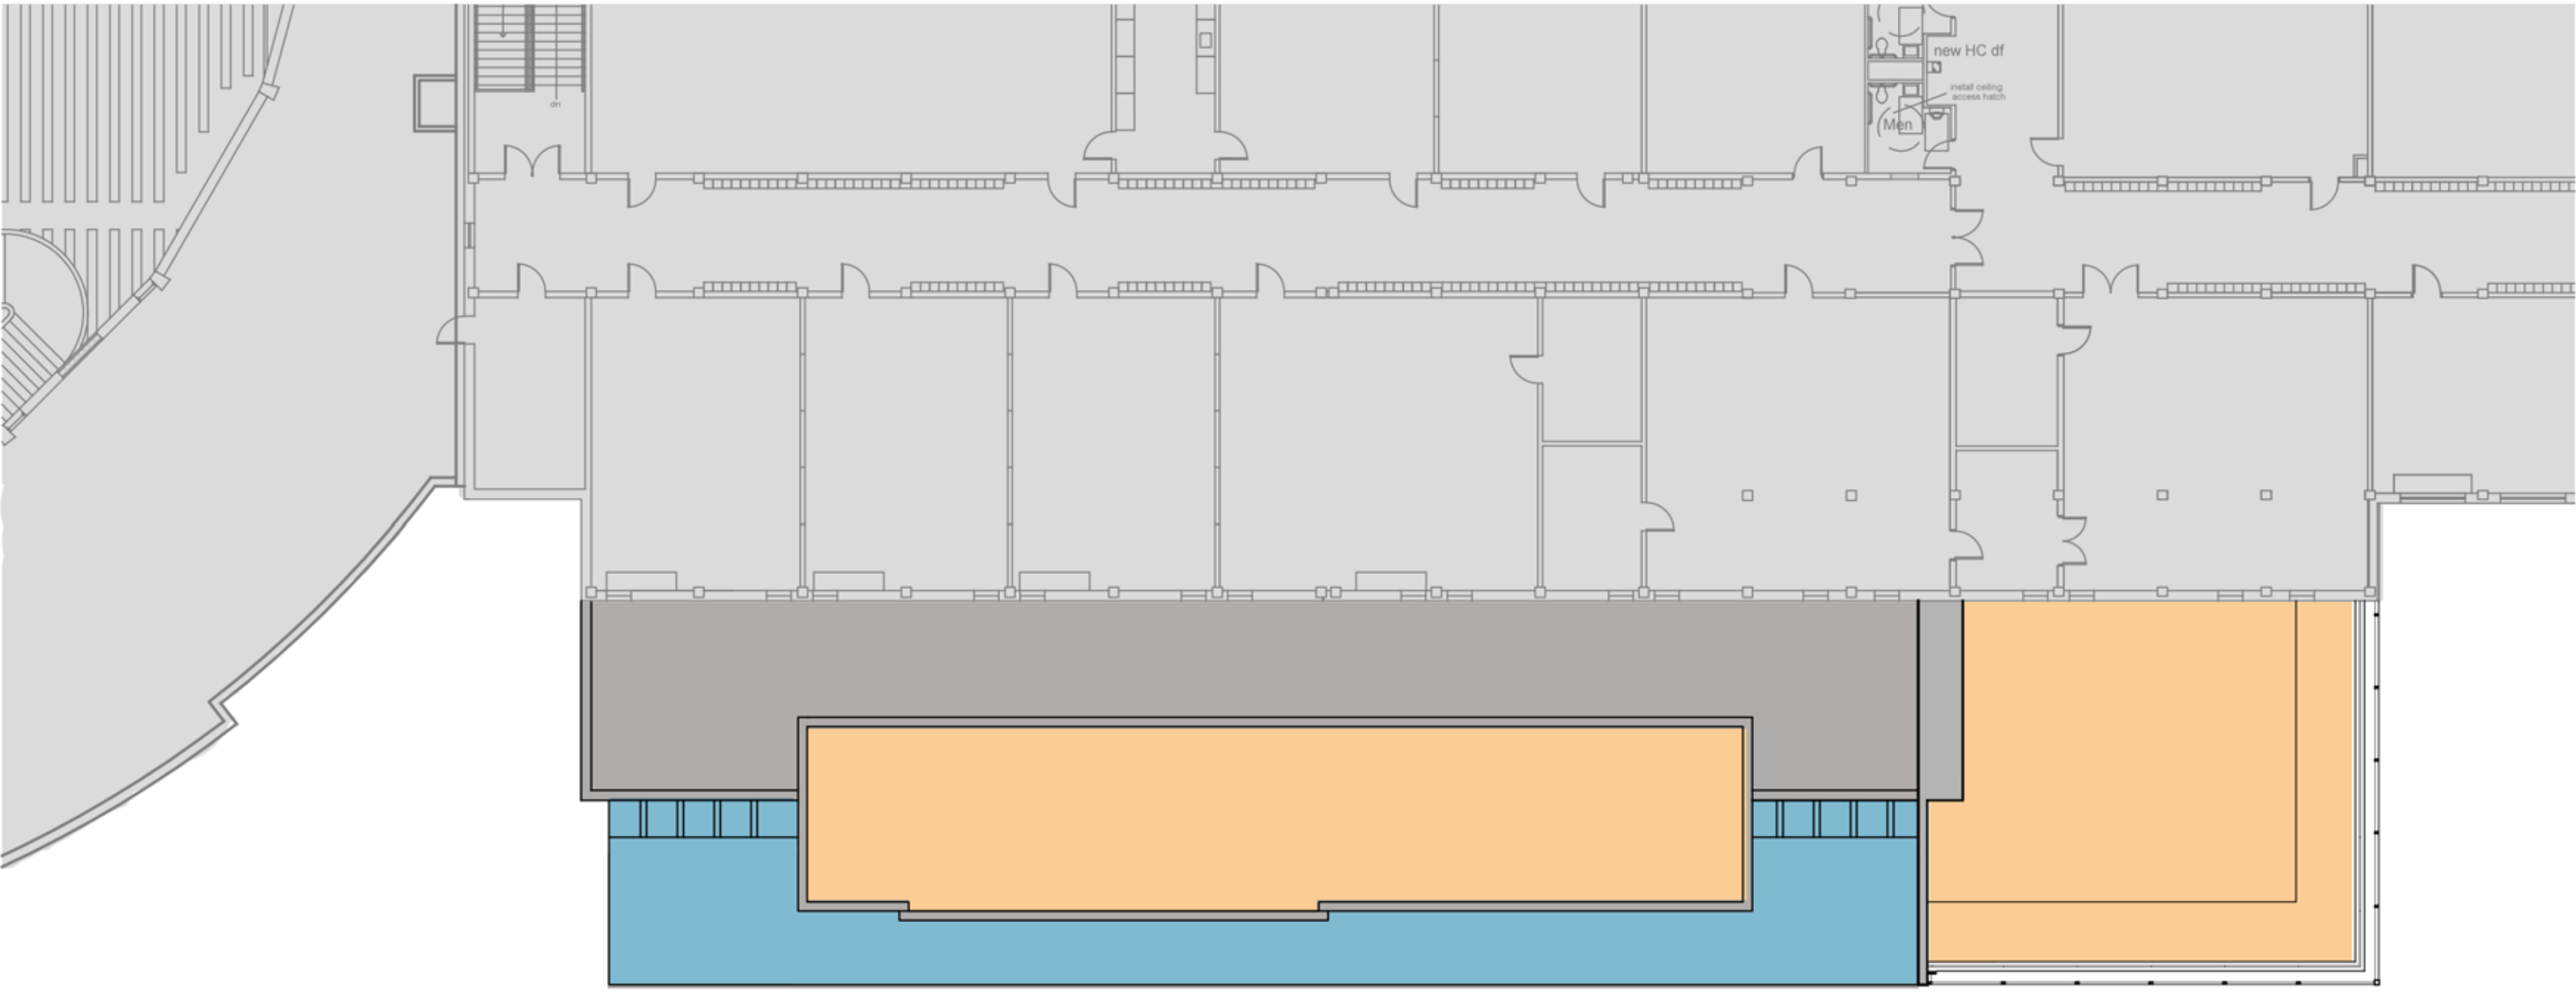 new HC df
install ceiling
access hatch
Men
dn